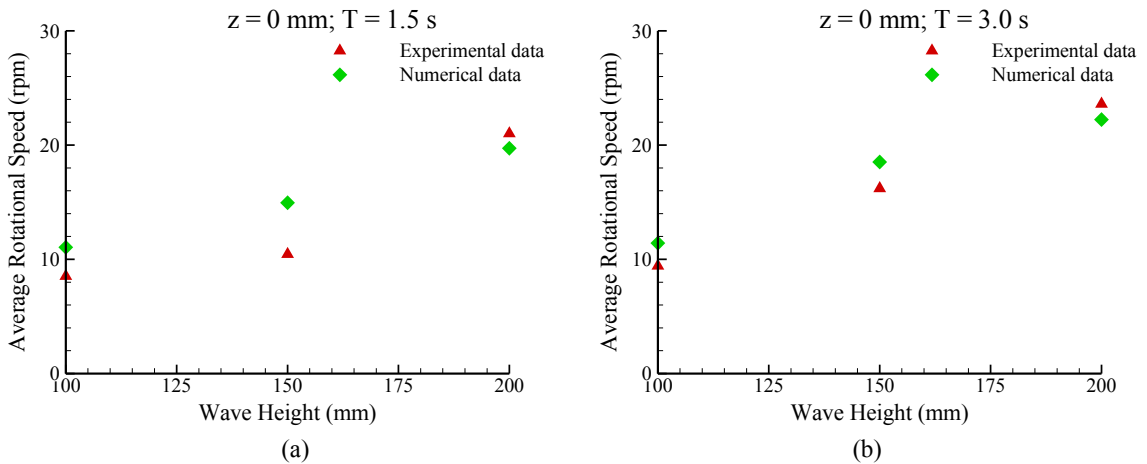 z = 0 mm; T = 1.5 s
30
20
10
0
Average Rotational Speed (rpm)
Experimental data
Numerical data
100
125
150
175
200
Wave Height (mm)
(a)
z = 0 mm; T = 3.0 s
30
20
10
0
Average Rotational Speed (rpm)
Experimental data
Numerical data
100
125
150
175
200
Wave Height (mm)
(b)